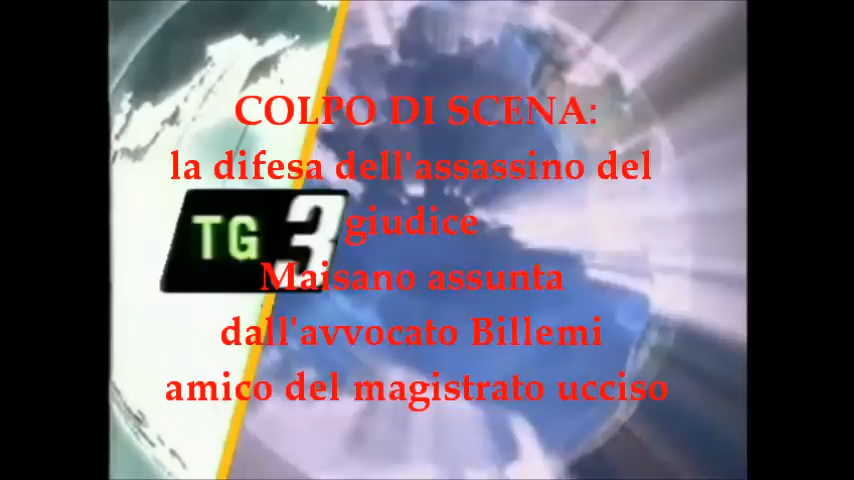 COLPO DI SCENA:
la difesa dell'assassino del
giudice
TG 3
Maisano assunta
dall'avvocato Billemi
amico del magistrato ucciso